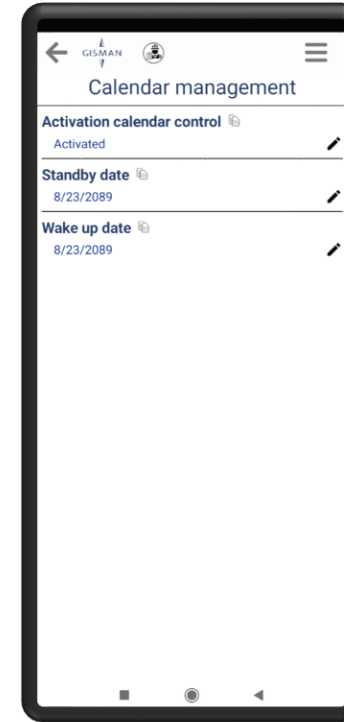 GISMAN
Calendar management
Activation calendar control
Activated
Standby date
8/23/2089
Wake up date
8/23/2089